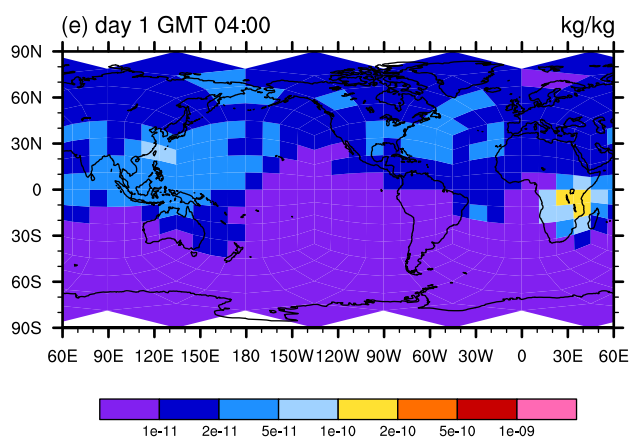 (e) day 1 GMT 04:00 kg/kg
90N
60N
30N
0
30S
60S
90S
60E 90E 120E 150E 180 150W 120W 90W 60W 30W 0 30E 60E
1e-11 2e-11 5e-11 1e-10 2e-10 5e-10 1e-09